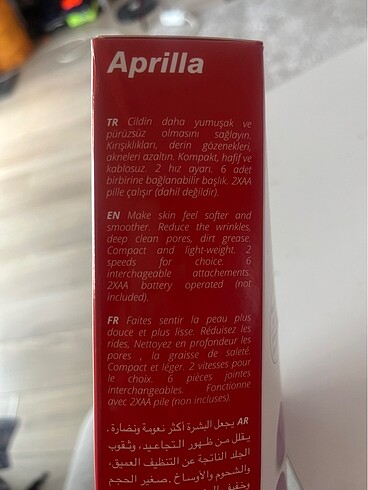 Aprilla
TR Cildin daha yumuşak ve
pürüzsüz olmasını sağlayın,
Kırışıklıkları, derin gözenekleri,
akneleri azaltın. Kompakt, hafif ve
kablosuz. 2 hız ayarı. 6 adet
birbirine bağlanabilir başlık. 2XAA
pille çalışır (dahil değildir).
EN Make skin feel softer and
smoother. Reduce the wrinkles,
deep clean pores, dirt grease.
Compact and light-weight. 2
speeds for choice. 6
interchageable attachements.
2XAA battery operated (not
included).
FR Faites sentir la peau plus
douce et plus lisse. Réduisez les
rides, Nettoyez en profondeur les
pores , la graisse de saleté.
Compact et léger. 2 vitesses pour
le choix. 6 pièces jointes
interchangeables. Fonctionne
avec 2XAA pile (non incluses).
AR يجعل البشرة أكثر نعومة ونضارة .
يقلل من ظهور التجاعيد، وثقوب
الجلد الناتجة عن التنظيف العميق،
والشحوم والأوساخ . صغير الحجم
وخفيف